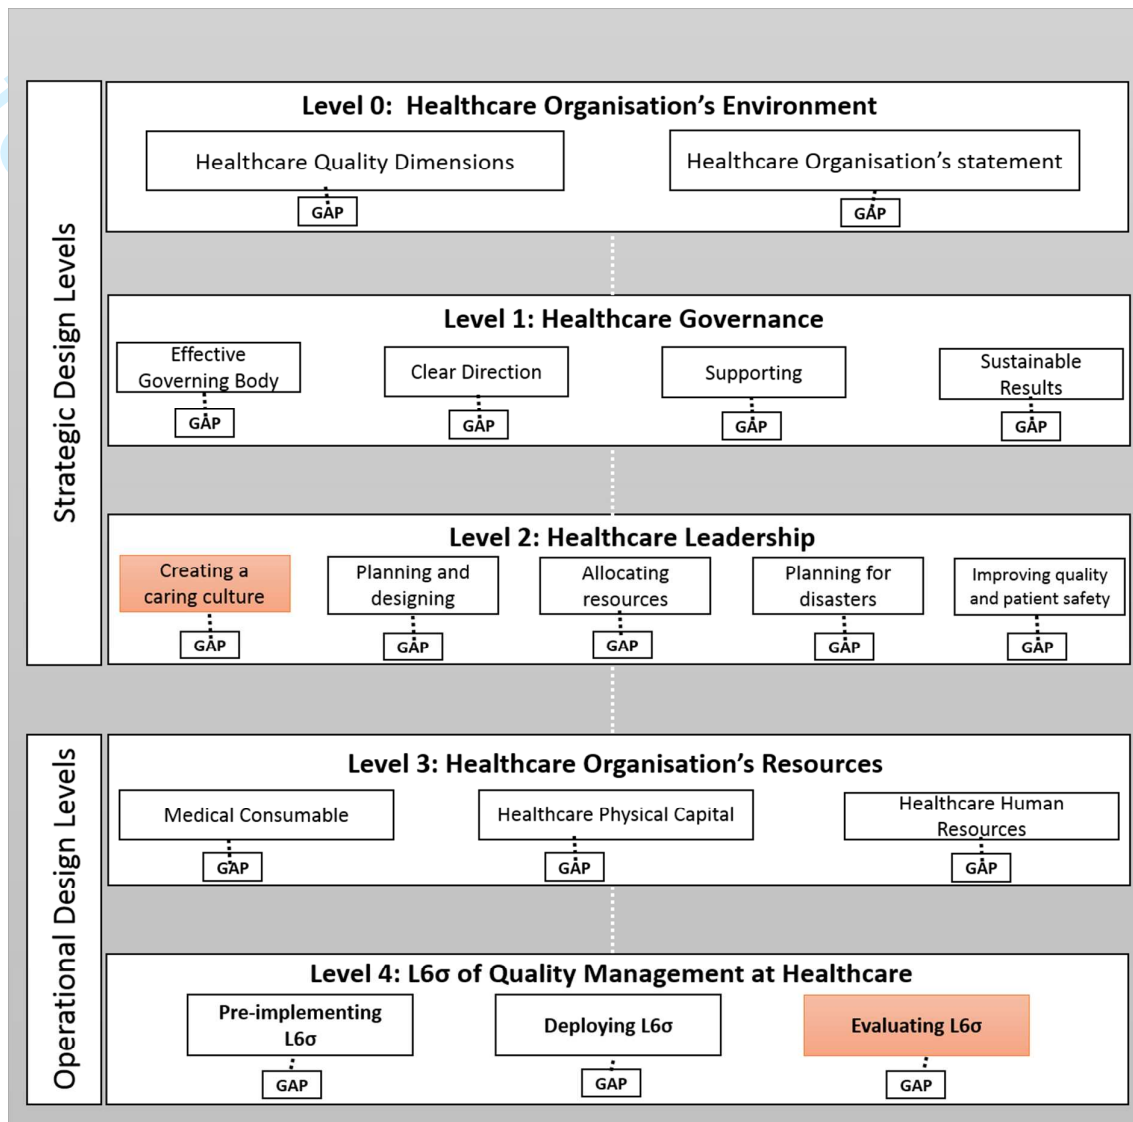 Strategic Design Levels
Level 0:  Healthcare Organisation’s Environment
Healthcare Quality Dimensions
Healthcare Organisation’s statement
GAP
GAP
Level 1: Healthcare Governance
Effective
Governing Body
Clear Direction
Supporting
Sustainable
Results
GAP
GAP
GAP
GAP
Level 2: Healthcare Leadership
Creating a
caring culture
Planning and
designing
Allocating
resources
Planning for
disasters
Improving quality
and patient safety
GAP
GAP
GAP
GAP
GAP
Operational Design Levels
Level 3: Healthcare Organisation’s Resources
Medical Consumable
Healthcare Physical Capital
Healthcare Human
Resources
GAP
GAP
GAP
Level 4: L6σ of Quality Management at Healthcare
Pre-implementing
L6σ
Deploying L6σ
Evaluating L6σ
GAP
GAP
GAP